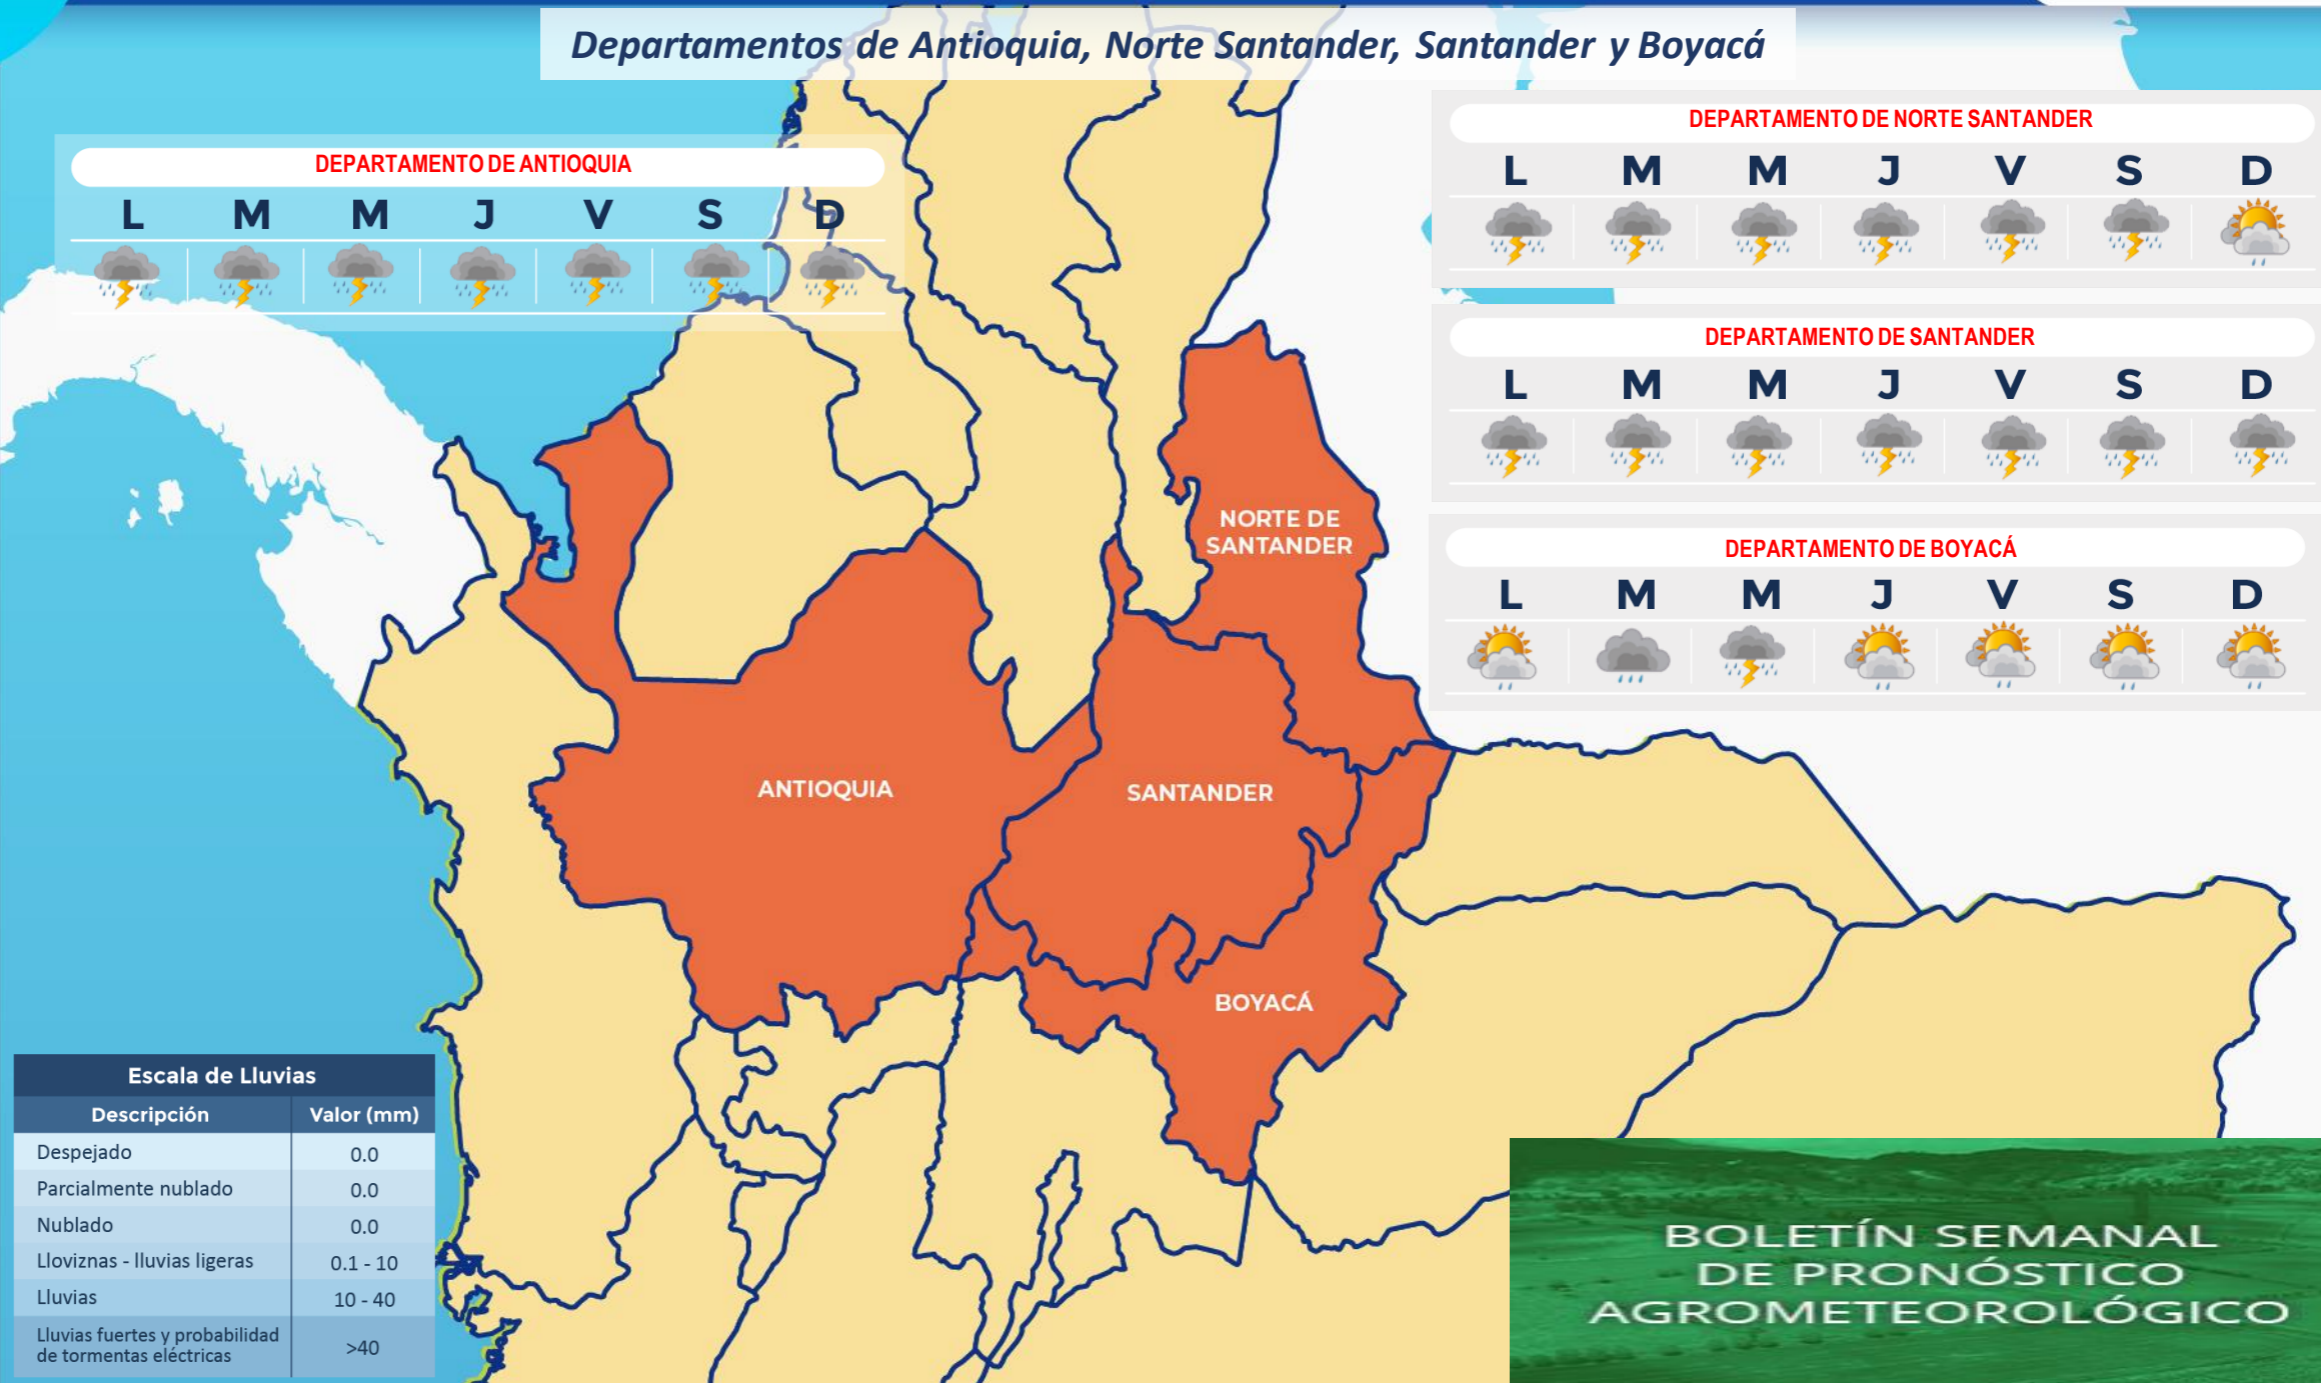 Departamentos de Antioquia, Norte Santander, Santander y Boyacá
DEPARTAMENTO DE ANTIOQUIA
L M M J V S D
DEPARTAMENTO DE NORTE SANTANDER
L M M J V S D
DEPARTAMENTO DE SANTANDER
L M M J V S D
DEPARTAMENTO DE BOYACÁ
L M M J V S D
NORTE DE
SANTANDER
ANTIOQUIA
SANTANDER
BOYACÁ
Escala de Lluvias
Descripción Valor (mm)
Despejado 0.0
Parcialmente nublado 0.0
Nublado 0.0
Lloviznas - lluvias ligeras 0.1 - 10
Lluvias 10 - 40
Lluvias fuertes y probabilidad
de tormentas eléctricas >40
BOLETÍN SEMANAL
DE PRONÓSTICO
AGROMETEOROLÓGICO